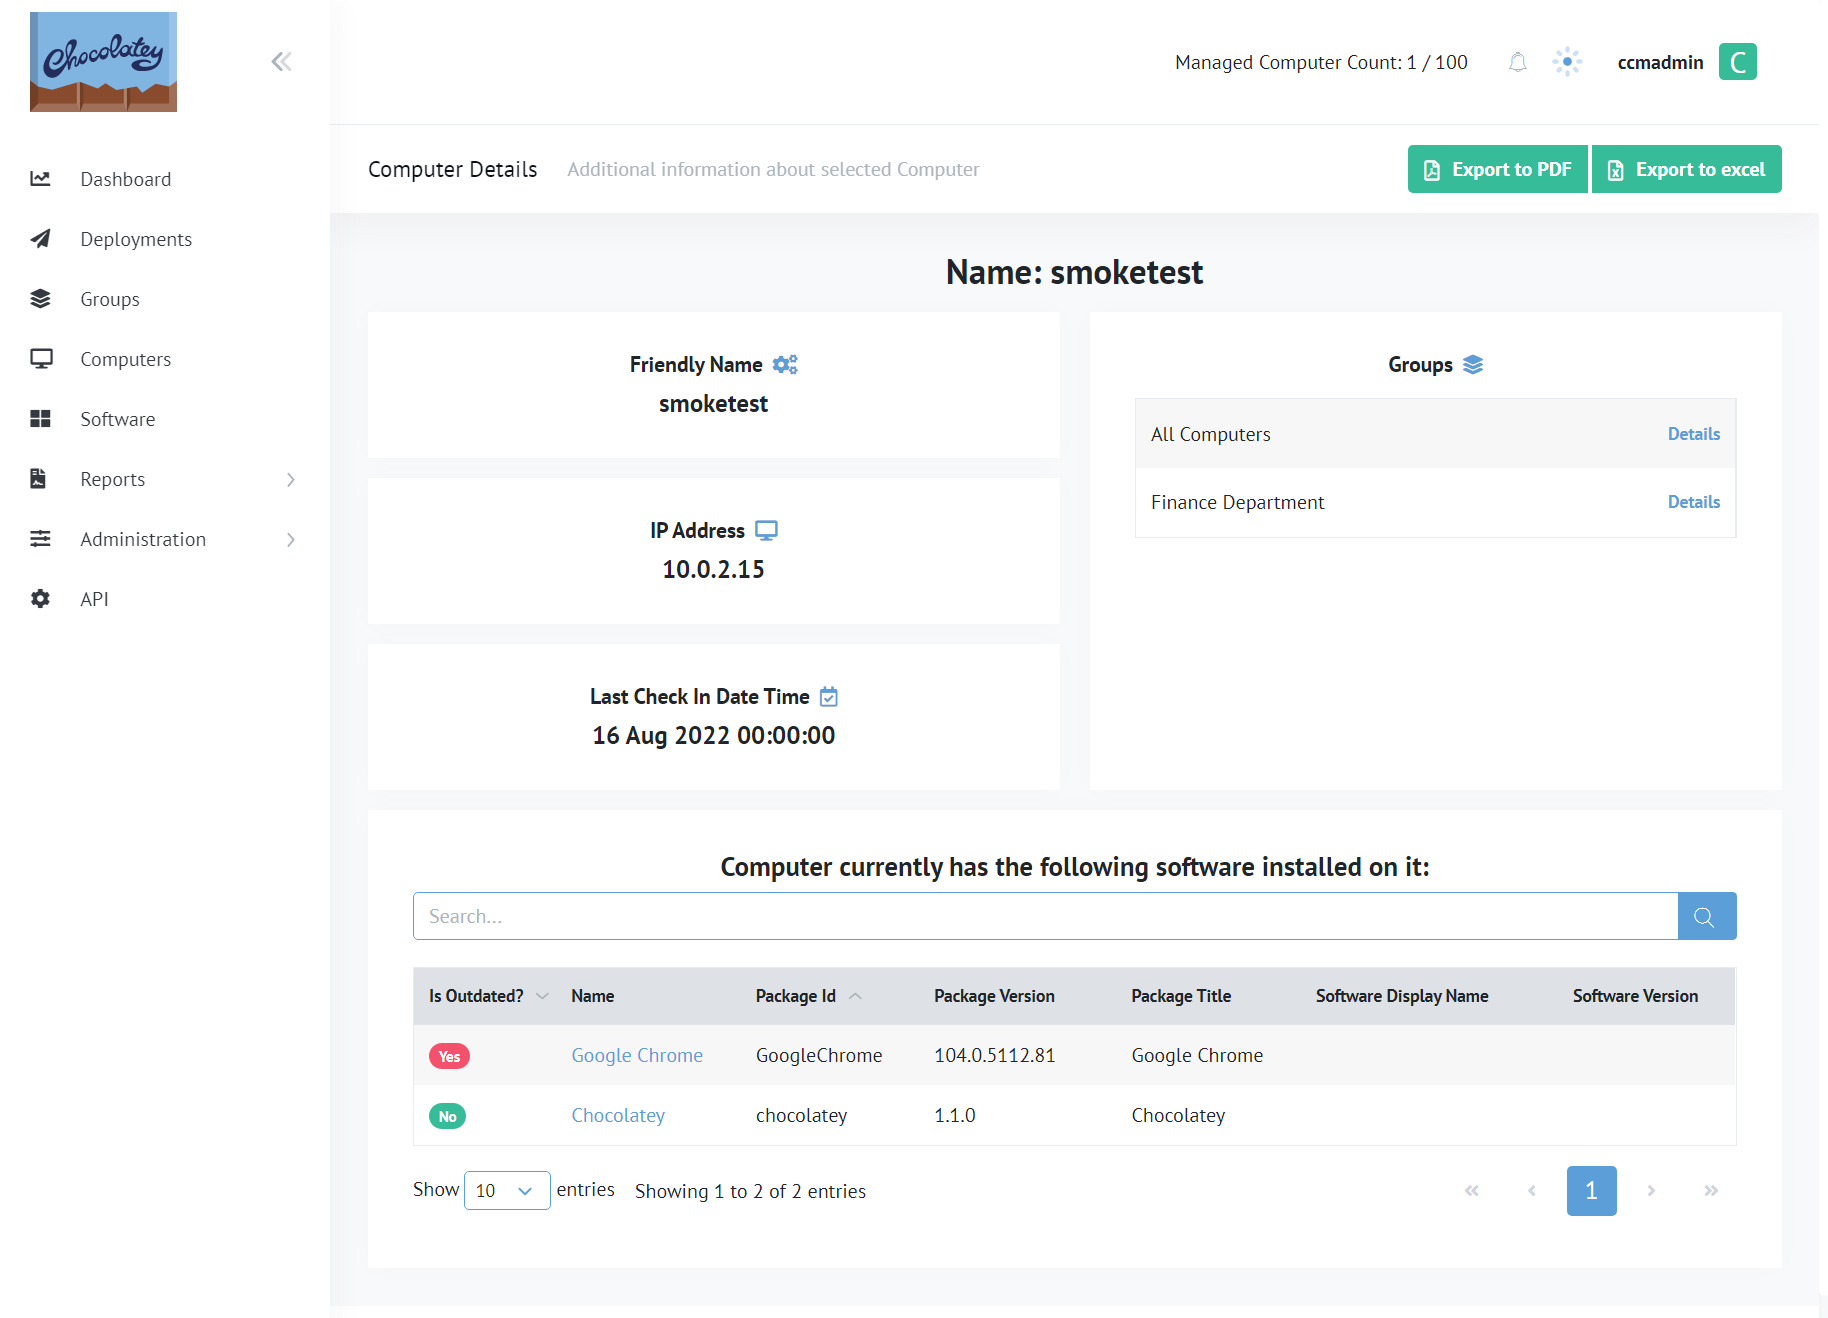 Chocolatey
Managed Computer Count: 1 / 100
ccmadmin
C
Dashboard
Deployments
Groups
Computers
Software
Reports
Administration
API
Computer Details
Additional information about selected Computer
Export to PDF
Export to excel
Name: smoketest
Friendly Name
smoketest
IP Address
10.0.2.15
Last Check In Date Time
16 Aug 2022 00:00:00
Groups
All Computers Details
Finance Department Details
Computer currently has the following software installed on it:
Search...
Is Outdated? Name Package Id Package Version Package Title Software Display Name Software Version
Yes Google Chrome GoogleChrome 104.0.5112.81 Google Chrome
No Chocolatey chocolatey 1.1.0 Chocolatey
Show 10 entries Showing 1 to 2 of 2 entries « ‹ 1 › »